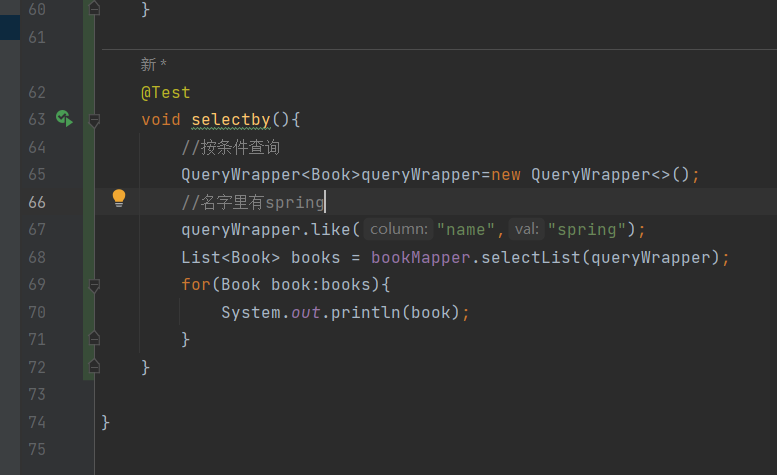 60 }
61
新 *
62 @Test
63 void selectby(){
64 //按条件查询
65 QueryWrapper<Book>queryWrapper=new QueryWrapper<>();
66 //名字里有spring
67 queryWrapper.like( column: "name", val: "spring");
68 List<Book> books = bookMapper.selectList(queryWrapper);
69 for(Book book:books){
70 System.out.println(book);
71 }
72 }
73
74 }
75